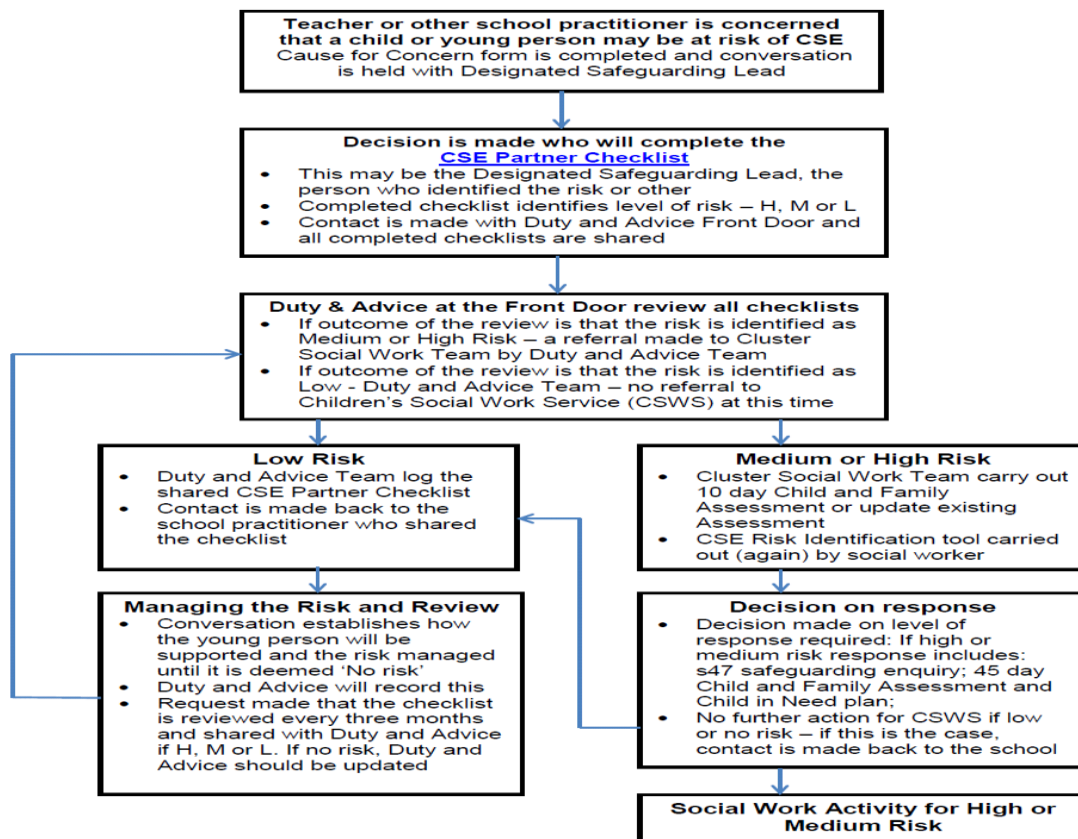 Teacher or other school practitioner is concerned
that a child or young person may be at risk of CSE
Cause for Concern form is completed and conversation
is held with Designated Safeguarding Lead
Decision is made who will complete the
CSE Partner Checklist
• This may be the Designated Safeguarding Lead, the
person who identified the risk or other
• Completed checklist identifies level of risk – H, M or L
• Contact is made with Duty and Advice Front Door and
all completed checklists are shared
Duty & Advice at the Front Door review all checklists
• If outcome of the review is that the risk is identified as
Medium or High Risk – a referral made to Cluster
Social Work Team by Duty and Advice Team
• If outcome of the review is that the risk is identified as
Low - Duty and Advice Team – no referral to
Children's Social Work Service (CSWS) at this time
Low Risk
• Duty and Advice Team log the
shared CSE Partner Checklist
• Contact is made back to the
school practitioner who shared
the checklist
Medium or High Risk
• Cluster Social Work Team carry out
10 day Child and Family
Assessment or update existing
Assessment
• CSE Risk Identification tool carried
out (again) by social worker
Managing the Risk and Review
• Conversation establishes how
the young person will be
supported and the risk managed
until it is deemed 'No risk'
• Duty and Advice will record this
• Request made that the checklist
is reviewed every three months
and shared with Duty and Advice
if H, M or L. If no risk, Duty and
Advice should be updated
Decision on response
• Decision made on level of
response required: If high or
medium risk response includes:
s47 safeguarding enquiry; 45 day
Child and Family Assessment and
Child in Need plan;
• No further action for CSWS if low
or no risk – if this is the case,
contact is made back to the school
Social Work Activity for High or
Medium Risk